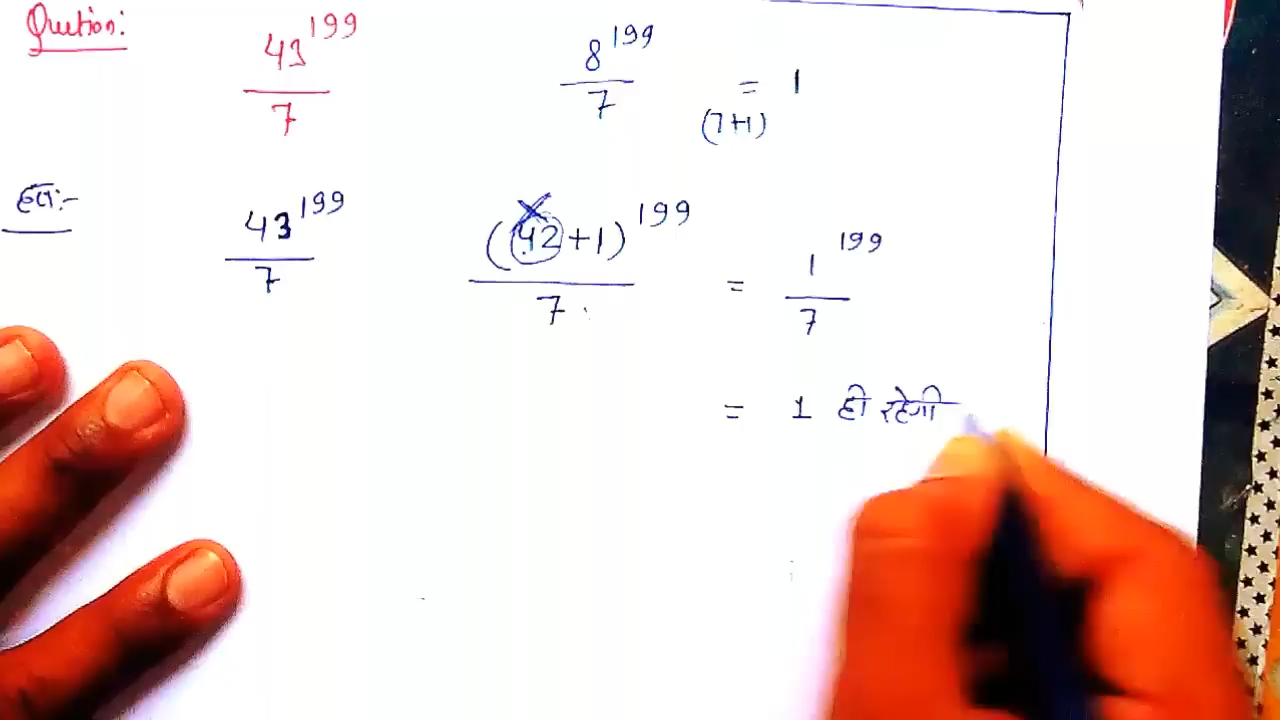 Question: 43^199 / 7    8^199 / 7 = 1
(7+1)
हल:- 43^199 / 7    ((42+1)^199) / 7 = 1^199 / 7
= 1 ही रहेगी